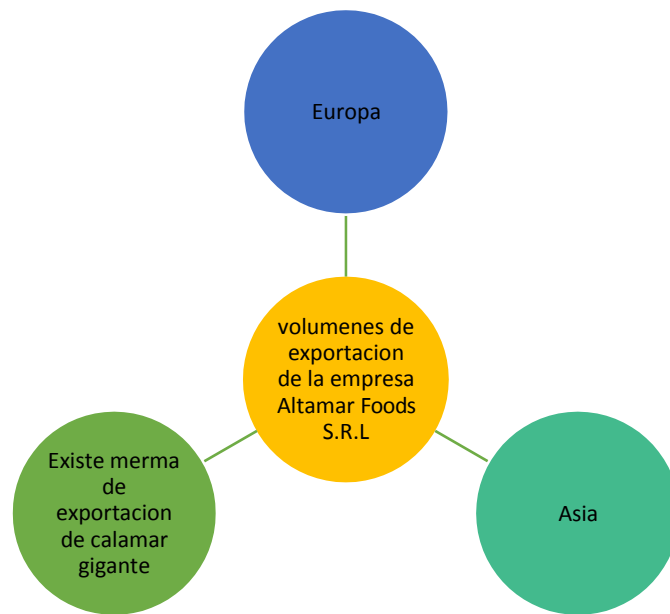 Europa
volumenes de
exportacion
de la empresa
Altamar Foods
S.R.L
Existe merma
de
exportacion
de calamar
gigante
Asia